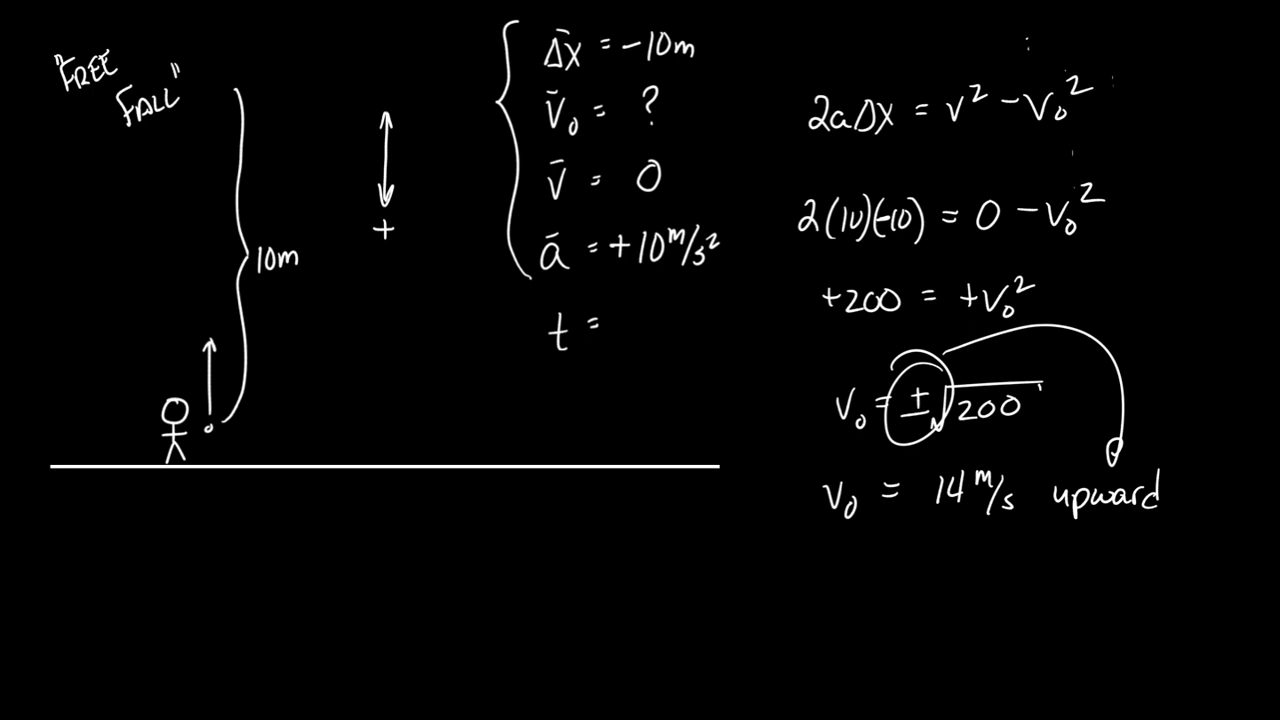 "FREE
FALL"
10m
+
Δx̄ = -10m
v̄₀ = ?
v̄ = 0
ā = +10 m/s²
t =
2aΔx = v² - v₀²
2(10)(-10) = 0 - v₀²
+200 = +v₀²
v₀ = ±√200
v₀ = 14 m/s upward